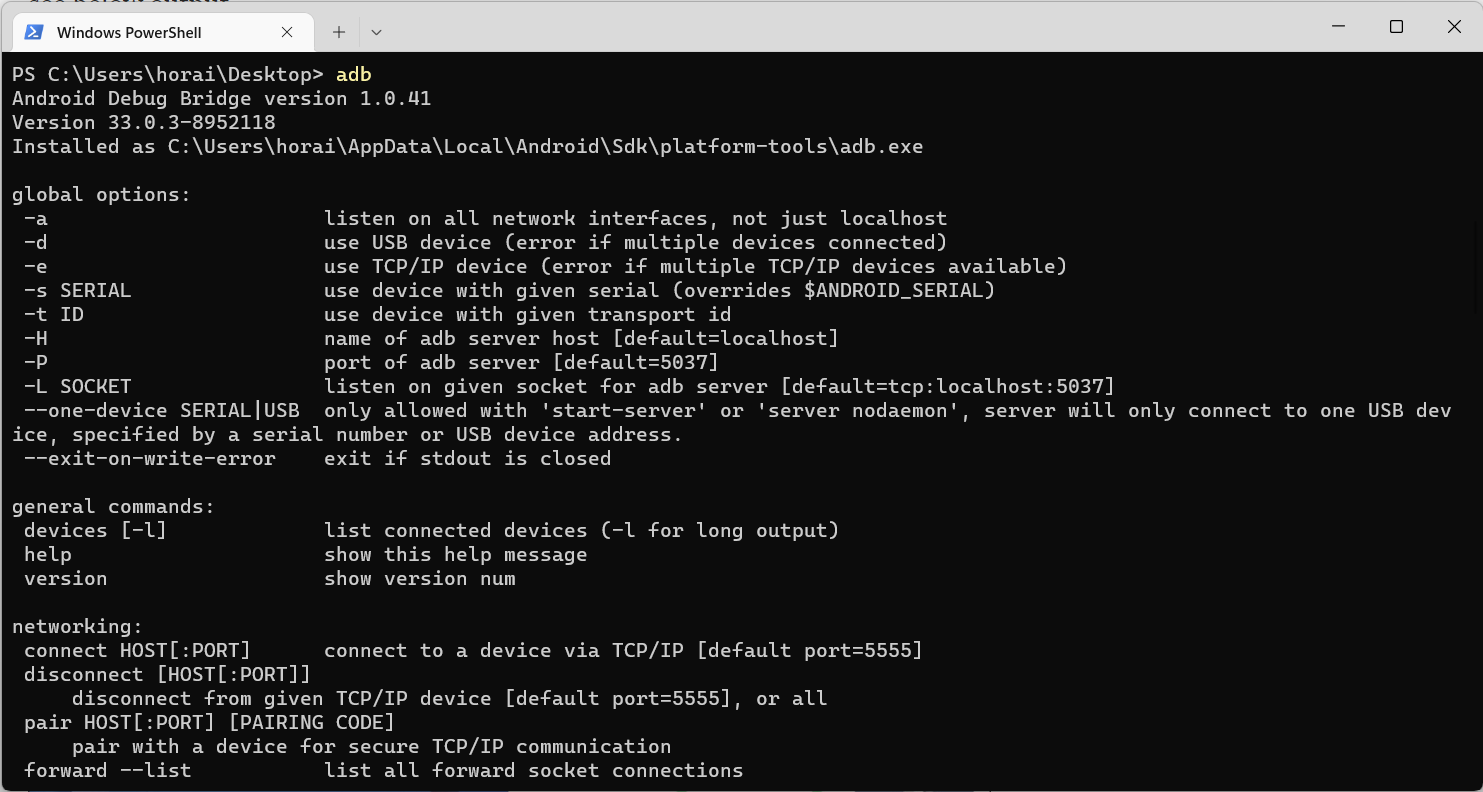 Windows PowerShell
PS C:\Users\horai\Desktop> adb
Android Debug Bridge version 1.0.41
Version 33.0.3-8952118
Installed as C:\Users\horai\AppData\Local\Android\Sdk\platform-tools\adb.exe
global options:
-a listen on all network interfaces, not just localhost
-d use USB device (error if multiple devices connected)
-e use TCP/IP device (error if multiple TCP/IP devices available)
-s SERIAL use device with given serial (overrides $ANDROID_SERIAL)
-t ID use device with given transport id
-H name of adb server host [default=localhost]
-P port of adb server [default=5037]
-L SOCKET listen on given socket for adb server [default=tcp:localhost:5037]
--one-device SERIAL|USB only allowed with 'start-server' or 'server nodaemon', server will only connect to one USB dev
ice, specified by a serial number or USB device address.
--exit-on-write-error exit if stdout is closed
general commands:
devices [-l] list connected devices (-l for long output)
help show this help message
version show version num
networking:
connect HOST[:PORT] connect to a device via TCP/IP [default port=5555]
disconnect [HOST[:PORT]]
disconnect from given TCP/IP device [default port=5555], or all
pair HOST[:PORT] [PAIRING CODE]
pair with a device for secure TCP/IP communication
forward --list list all forward socket connections